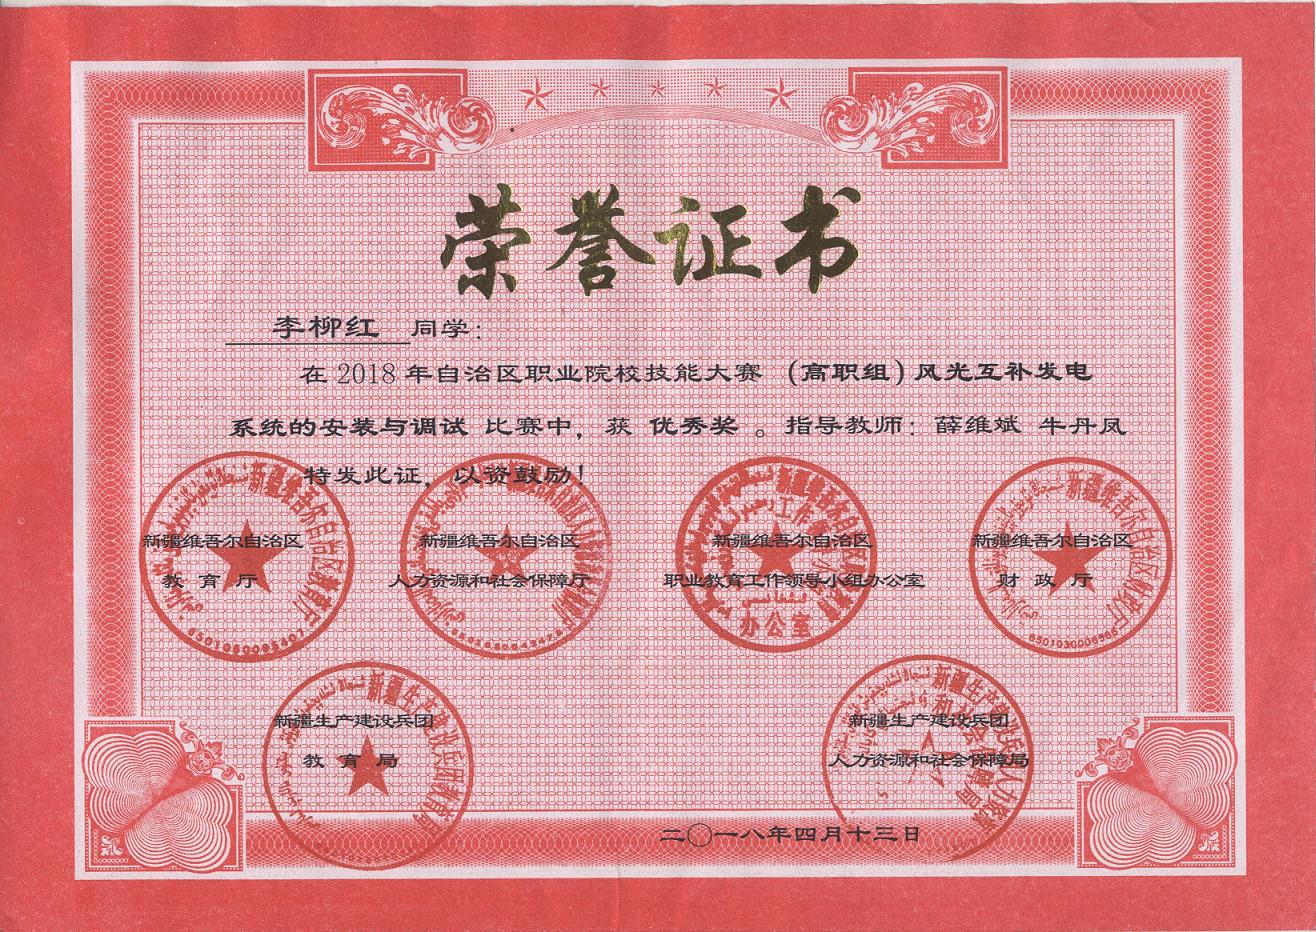 荣誉证书
李柳红 同学：
在 2018 年自治区职业院校技能大赛 （高职组）风光互补发电
系统的安装与调试 比赛中，获 优秀奖 。指导教师：薛维斌 牛丹凤
特发此证，以资鼓励！
新疆维吾尔自治区 新疆维吾尔自治区 新疆维吾尔自治区 新疆维吾尔自治区
教育厅 人力资源和社会保障厅 职业教育工作领导小组办公室 财政厅
办公室
新疆生产建设兵团 新疆生产建设兵团
教育局 人力资源和社会保障局
二〇一八年四月十三日